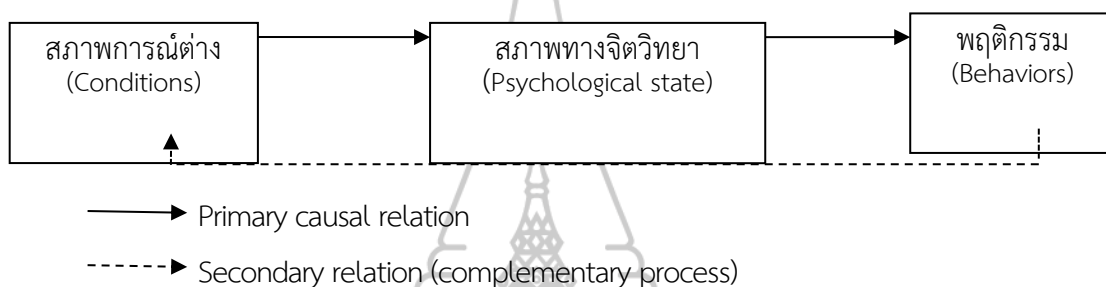 สภาพการณ์ต่าง
(Conditions)
สภาพทางจิตวิทยา
(Psychological state)
พฤติกรรม
(Behaviors)
Primary causal relation
Secondary relation (complementary process)